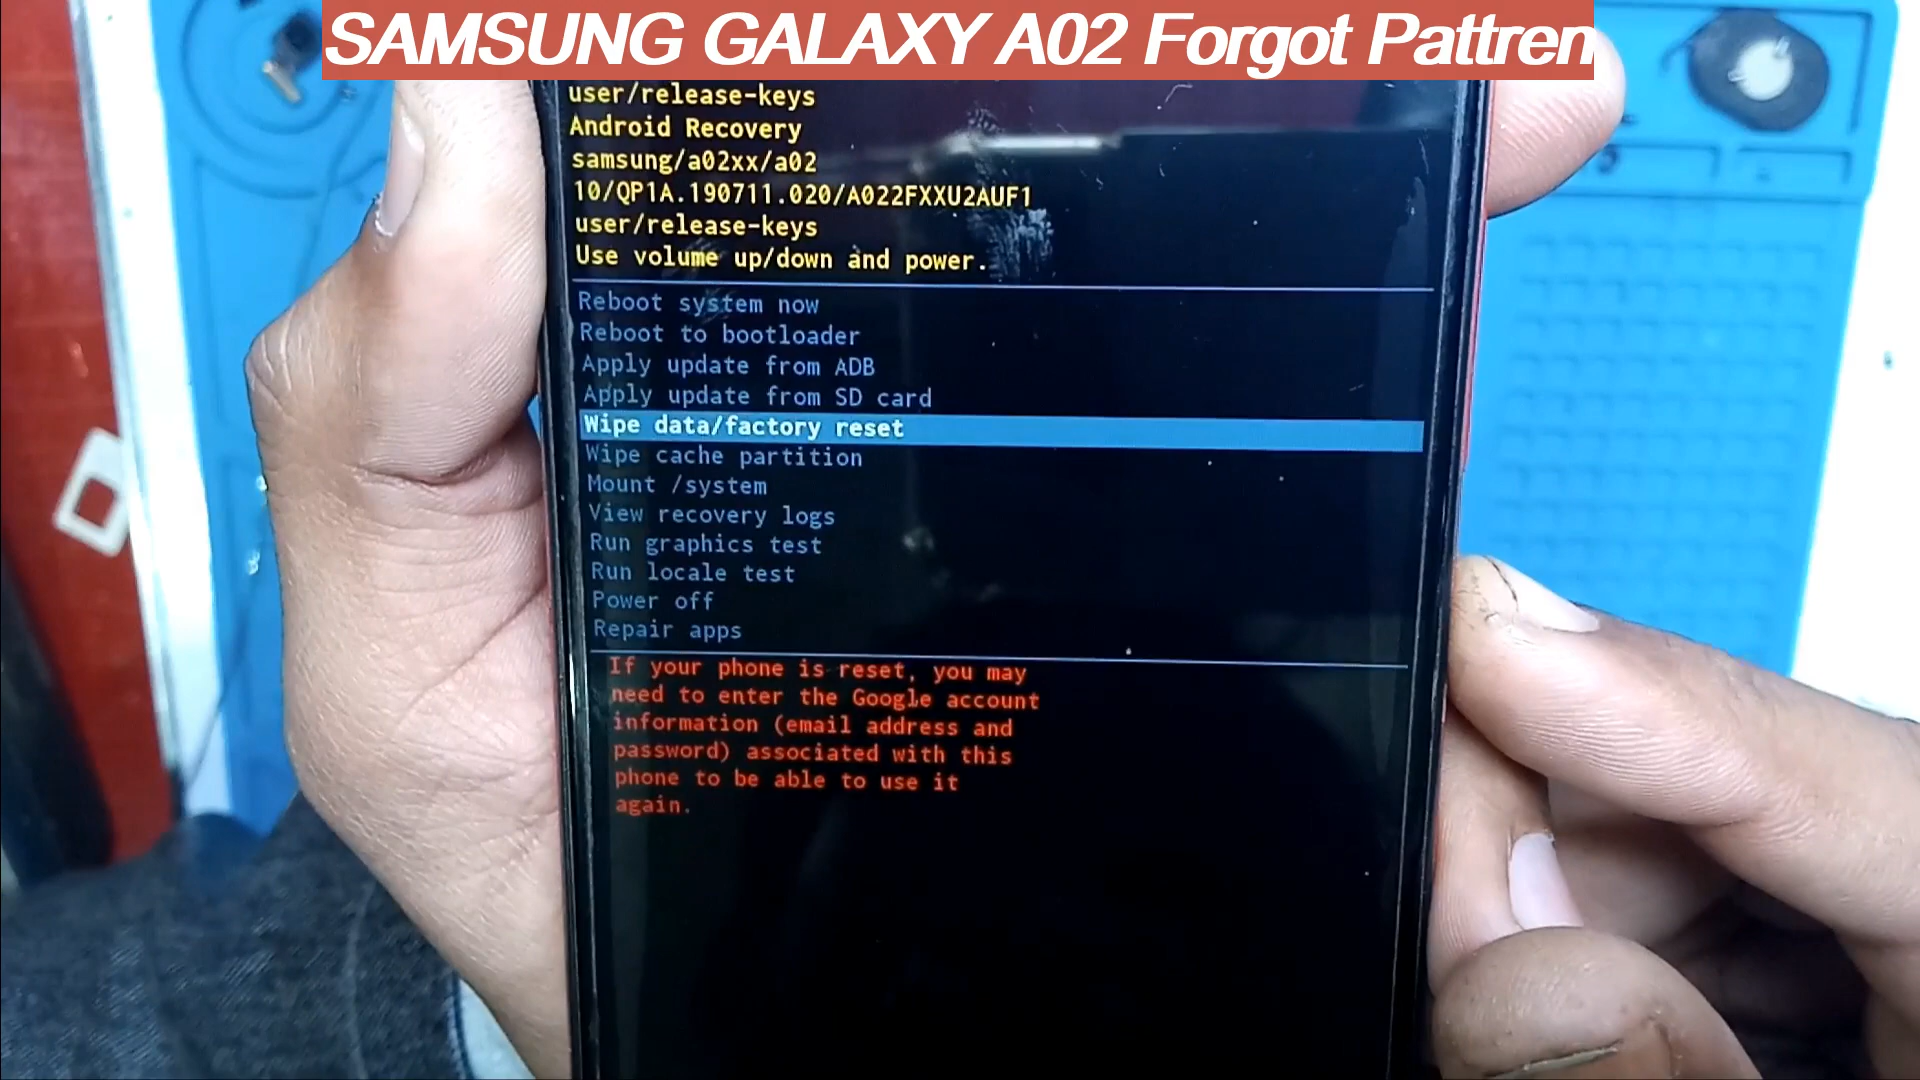 SAMSUNG GALAXY A02 Forgot Pattren
user/release-keys
Android Recovery
samsung/a02xx/a02
10/QP1A.190711.020/A022FXXU2AUF1
user/release-keys
Use volume up/down and power.
Reboot system now
Reboot to bootloader
Apply update from ADB
Apply update from SD card
Wipe data/factory reset
Wipe cache partition
Mount /system
View recovery logs
Run graphics test
Run locale test
Power off
Repair apps
If your phone is reset, you may
need to enter the Google account
information (email address and
password) associated with this
phone to be able to use it
again.